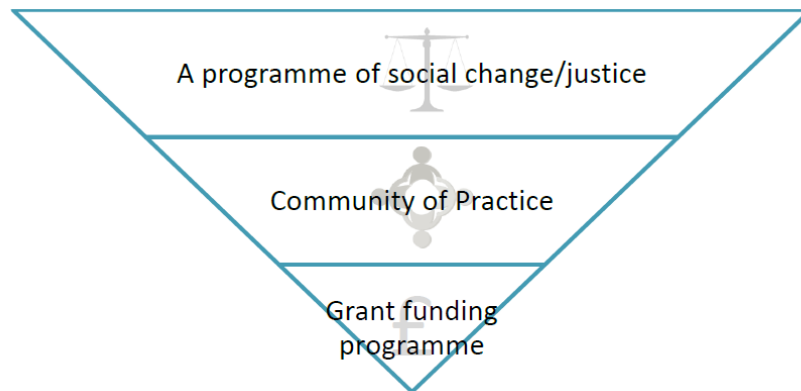 A programme of social change/justice
Community of Practice
Grant funding
£
programme